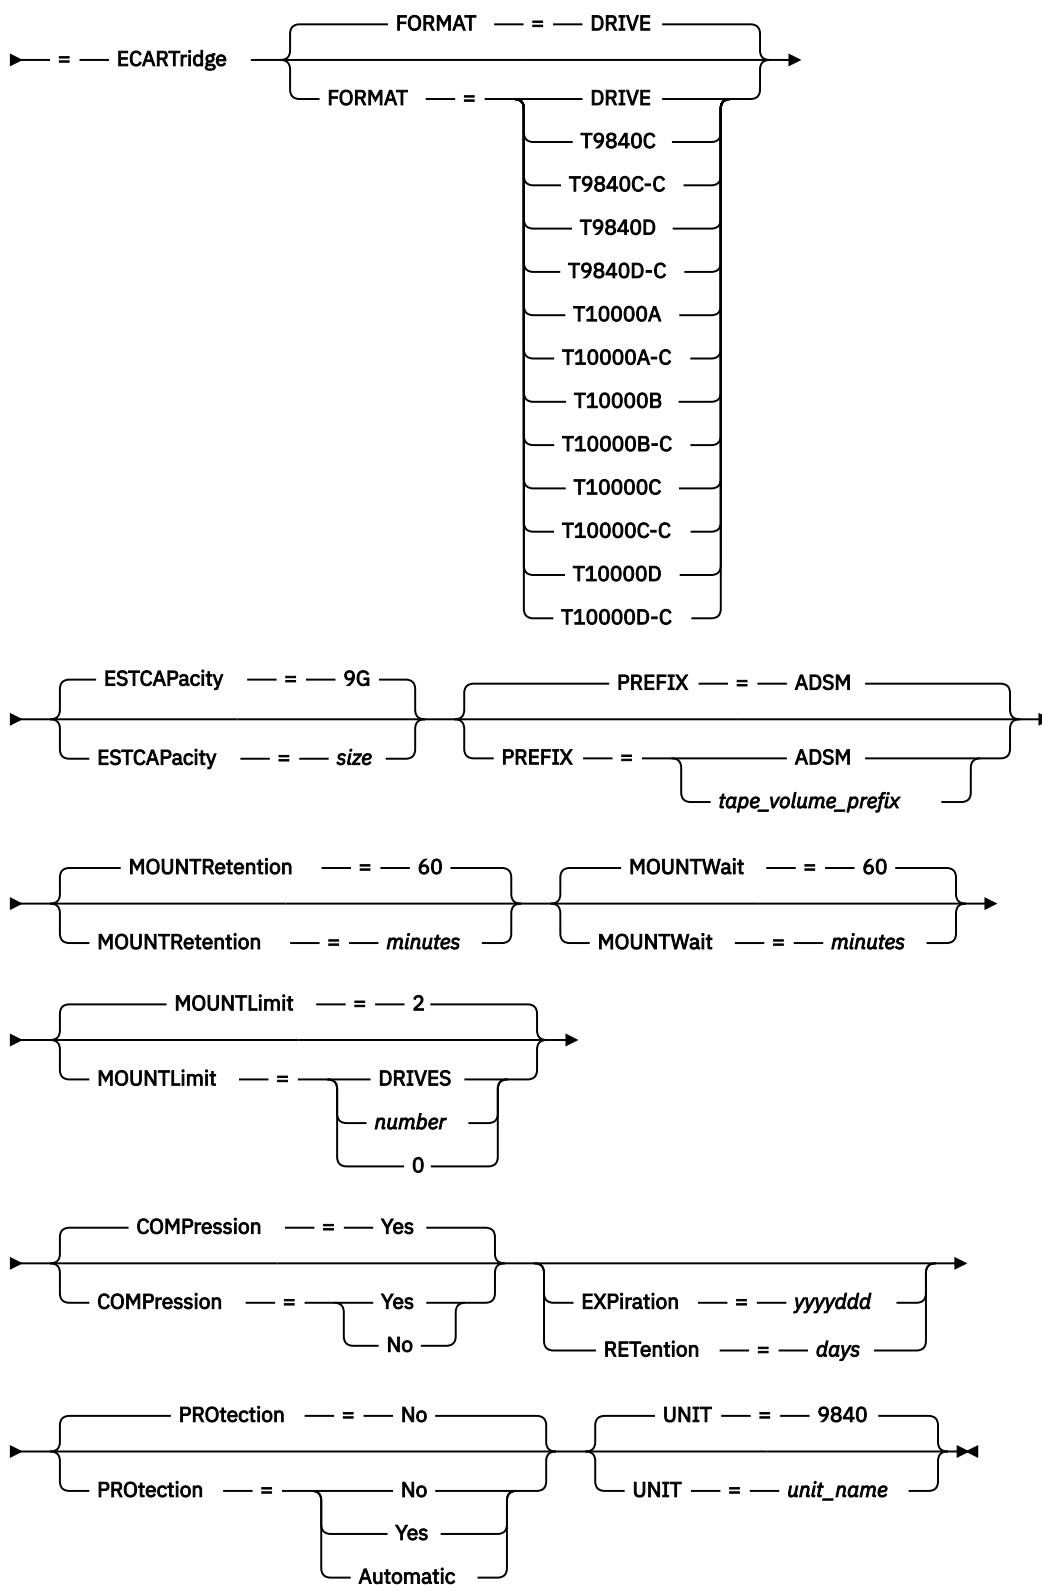 FORMAT = DRIVE
= ECARTridge
FORMAT = DRIVE
T9840C
T9840C-C
T9840D
T9840D-C
T10000A
T10000A-C
T10000B
T10000B-C
T10000C
T10000C-C
T10000D
T10000D-C
ESTCAPacity = 9G
PREFIX = ADSM
ESTCAPacity = size
PREFIX = ADSM
tape_volume_prefix
MOUNTRetention = 60
MOUNTWait = 60
MOUNTRetention = minutes
MOUNTWait = minutes
MOUNTLimit = 2
MOUNTLimit = DRIVES
number
0
COMPression = Yes
COMPression = Yes
No
EXPiration = yyyyddd
RETention = days
PROtection = No
UNIT = 9840
PROtection = No
Yes
Automatic
UNIT = unit_name